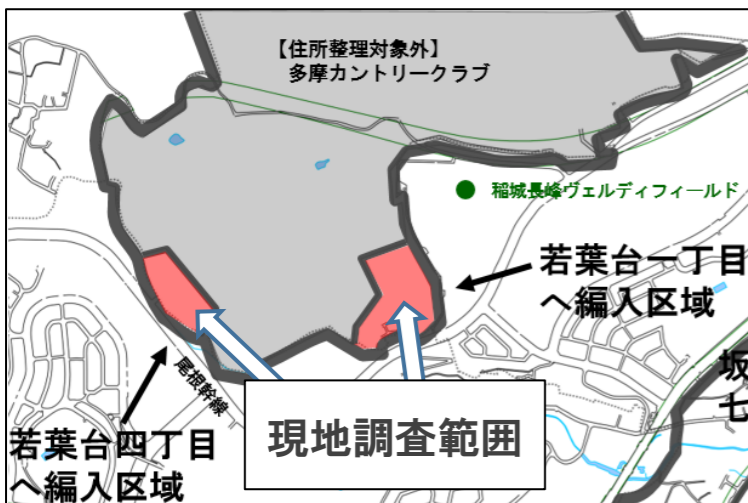 【住所整理対象外】
多摩カントリークラブ
稲城長峰ヴェルディフィールド
若葉台一丁目
へ編入区域
尾根幹線
坂
七
現地調査範囲
若葉台四丁目
へ編入区域